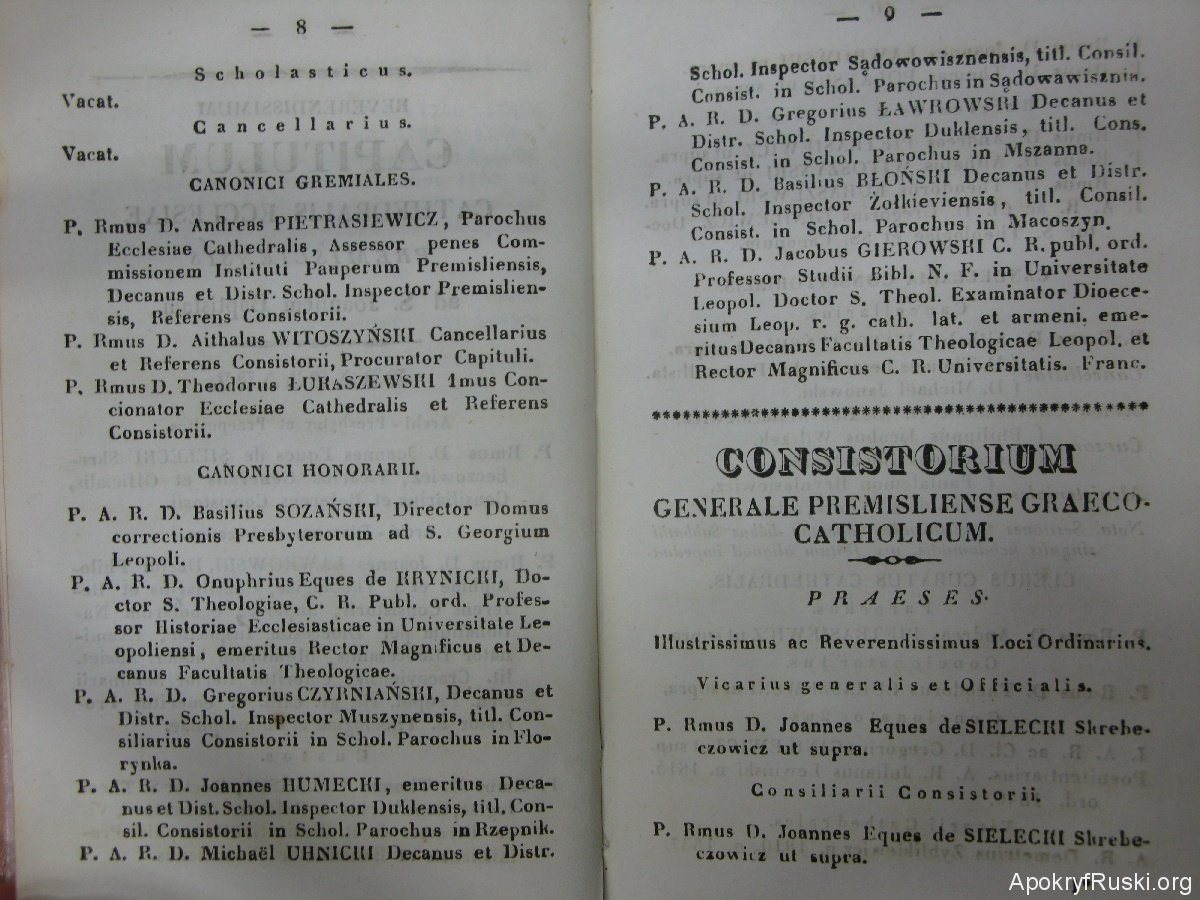 — 8 —
Scholasticus.
Vacat.
Cancellarius.
Vacat.
CANONICI GREMIALES.
P. Rmus D. Andreas PIETRASIEWICZ, Parochus
Ecclesiae Cathedralis, Assessor penes Com-
missionem Instituti Pauperum Premisliensis,
Decanus et Distr. Schol. Inspector Premislien-
sis, Referens Consistorii.
P. Rmus D. Aithalus WITOSZYŃSKI Cancellarius
et Referens Consistorii, Procurator Capituli.
P. Rmus D. Theodorus ŁUKASZEWSKI 1mus Con-
cionator Ecclesiae Cathedralis et Referens
Consistorii.
CANONICI HONORARII.
P. A. R. D. Basilius SOZAŃSKI, Director Domus
correctionis Presbyterorum ad S. Georgium
Leopoli.
P. A. R. D. Onuphrius Eques de KRYNICKI, Do-
ctor S. Theologiae, C. R. Publ. ord. Profes-
sor Historiae Ecclesiasticae in Universitate Le-
opoliensi, emeritus Rector Magnificus et De-
canus Facultatis Theologicae.
P. A. R. D. Gregorius CZYRNIAŃSKI, Decanus et
Distr. Schol. Inspector Muszynensis, titl. Con-
siliarius Consistorii in Schol. Parochus in Flo-
rynka.
P. A. R. D. Joannes HUMECKI, emeritus Deca-
nus et Dist. Schol. Inspector Duklensis, titl. Con-
sil. Consistorii in Schol. Parochus in Rzepnik.
P. A. R. D. Michaël UHNICKI Decanus et Distr.
— 9 —
Schol. Inspector Sądowowisznensis, titl. Consil.
Consist. in Schol. Parochus in Sądowawisznia.
P. A. R. D. Gregorius ŁAWROWSKI Decanus et
Distr. Schol. Inspector Duklensis, titl. Cons.
Consist. in Schol. Parochus in Mszanna.
P. A. R. D. Basilius BŁOŃSKI Decanus et Distr.
Schol. Inspector Żołkieviensis, titl. Consil.
Consist. in Schol. Parochus in Macoszyn.
P. A. R. D. Jacobus GIEROWSKI C. R. publ. ord.
Professor Studii Bibl. N. F. in Universitate
Leopol. Doctor S. Theol. Examinator Dioece-
sium Leop. r. g. cath. lat. et armeni. eme-
ritus Decanus Facultatis Theologicae Leopol. et
Rector Magnificus C. R. Universitatis. Franc.
CONSISTORIUM
GENERALE PREMISLIENSE GRAECO-
CATHOLICUM.
PRAESES.
Illustrissimus ac Reverendissimus Loci Ordinarius.
Vicarius generalis et Officialis.
P. Rmus D. Joannes Eques de SIELECKI Skrebe-
czowicz ut supra.
Consiliarii Consistorii.
P. Rmus D. Joannes Eques de SIELECKI Skrebe-
czowicz ut supra.
ApokryfRuski.org